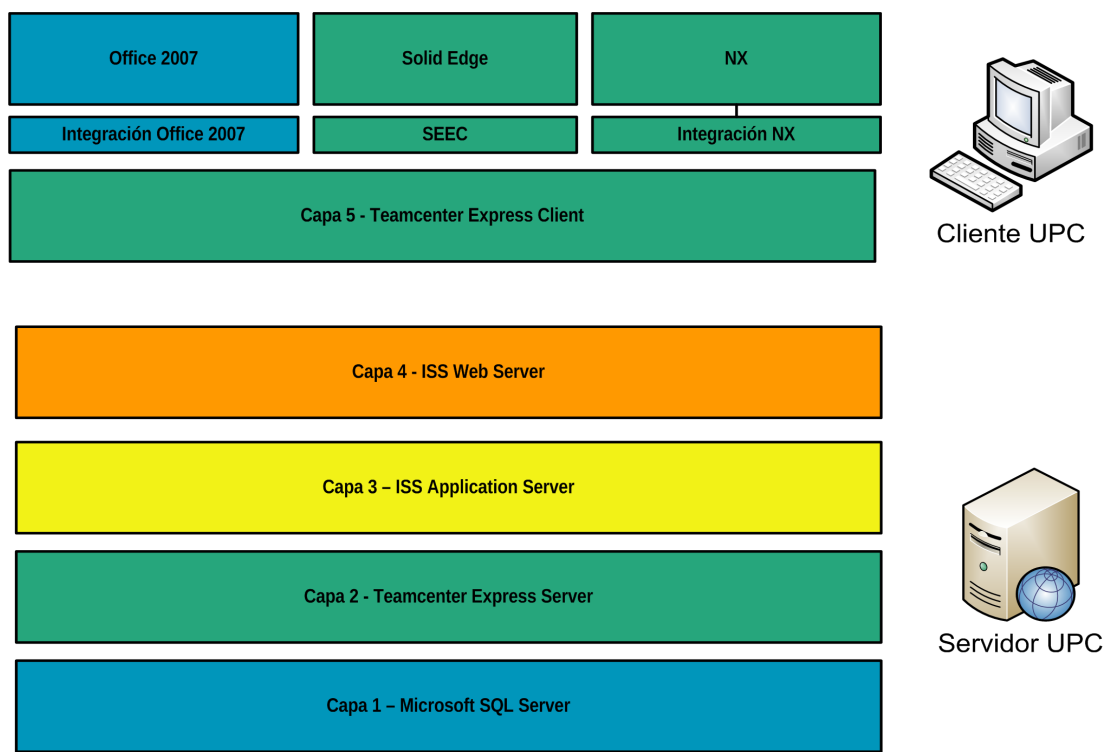 Office 2007
Solid Edge
NX
Integración Office 2007
SEEC
Integración NX
Capa 5 - Teamcenter Express Client
Cliente UPC
Capa 4 - ISS Web Server
Capa 3 – ISS Application Server
Capa 2 - Teamcenter Express Server
Servidor UPC
Capa 1 – Microsoft SQL Server